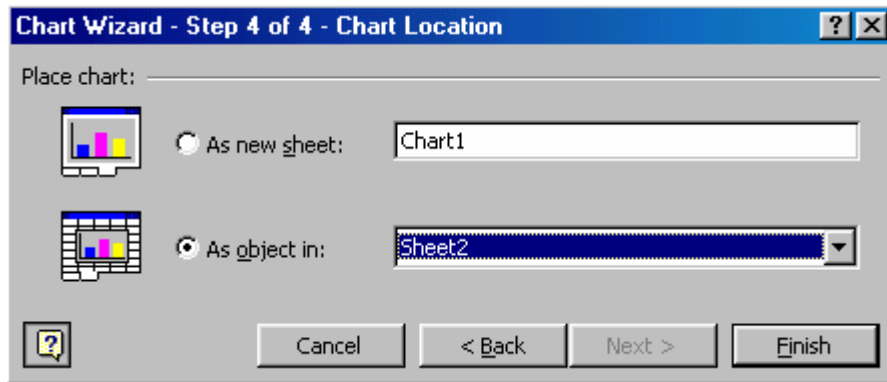 Chart Wizard - Step 4 of 4 - Chart Location ? X
Place chart:
As new sheet: Chart1
As object in: Sheet2
? Cancel < Back Next > Finish